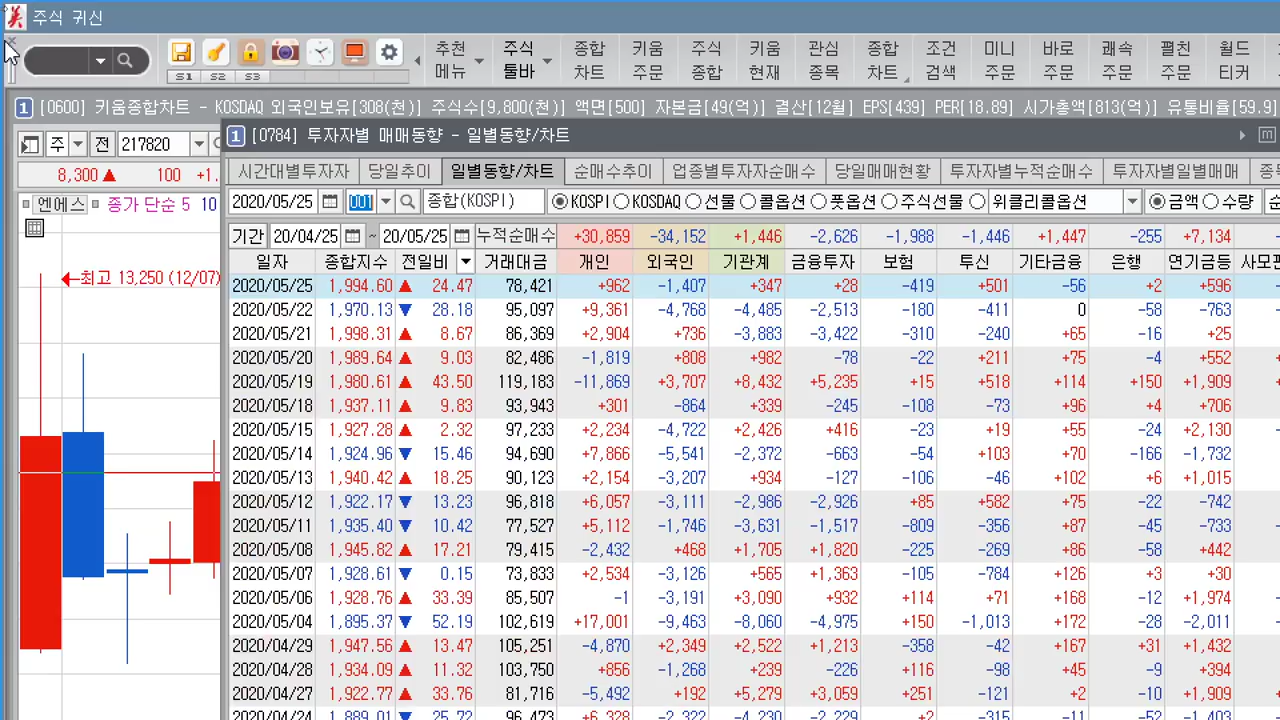 주식 귀신
추천 메뉴 주식 툴바 종합 차트 키움 주문 주식 종합 키움 현재 관심 종목 종합 차트 조건 검색 미니 주문 바로 주문 쾌속 주문 펼친 주문 월드 티커
S1 S2 S3
1 [0600] 키움종합차트 - KOSDAQ 외국인보유[308(천)] 주식수[9,800(천)] 액면[500] 자본금[49(억)] 결산[12월] EPS[439] PER[18.89] 시가총액[813(억)] 유통비율[59.9]
주 전 217820
8,300 ▲ 100 +1.
엔에스 종가 단순 5 10
최고 13,250 (12/07)
1 [0784] 투자자별 매매동향 - 일별동향/차트
시간대별투자자 당일추이 일별동향/차트 순매수추이 업종별투자자순매수 당일매매현황 투자자별누적순매수 투자자별일별매매
2020/05/25 001 종합(KOSPI) KOSPI KOSDAQ 선물 콜옵션 풋옵션 주식선물 위클리콜옵션 금액 수량
기간 20/04/25 ~ 20/05/25 누적순매수 +30,859 -34,152 +1,446 -2,626 -1,988 -1,446 +1,447 -255 +7,134
일자 종합지수 전일비 거래대금 개인 외국인 기관계 금융투자 보험 투신 기타금융 은행 연기금등
2020/05/25 1,994.60 ▲ 24.47 78,421 +962 -1,407 +347 +28 -419 +501 -56 +2 +596
2020/05/22 1,970.13 ▼ 28.18 95,097 +9,361 -4,768 -4,485 -2,513 -180 -411 0 -58 -763
2020/05/21 1,998.31 ▲ 8.67 86,369 +2,904 +736 -3,883 -3,422 -310 -240 +65 -16 +25
2020/05/20 1,989.64 ▲ 9.03 82,486 -1,819 +808 +982 -78 -22 +211 +75 -4 +552
2020/05/19 1,980.61 ▲ 43.50 119,183 -11,869 +3,707 +8,432 +5,235 +15 +518 +114 +150 +1,909
2020/05/18 1,937.11 ▲ 9.83 93,943 +301 -864 +339 -245 -108 -73 +96 +4 +706
2020/05/15 1,927.28 ▲ 2.32 97,233 +2,234 -4,722 +2,426 +416 -23 +19 +55 -24 +2,130
2020/05/14 1,924.96 ▼ 15.46 94,690 +7,866 -5,541 -2,372 -663 -54 +103 +70 -166 -1,732
2020/05/13 1,940.42 ▲ 18.25 90,123 +2,154 -3,207 +934 -127 -106 -46 +102 +6 +1,015
2020/05/12 1,922.17 ▼ 13.23 96,818 +6,057 -3,111 -2,986 -2,926 +85 +582 +75 -22 -742
2020/05/11 1,935.40 ▼ 10.42 77,527 +5,112 -1,746 -3,631 -1,517 -809 -356 +87 -45 -733
2020/05/08 1,945.82 ▲ 17.21 79,415 -2,432 +468 +1,705 +1,820 -225 -269 +86 -58 +442
2020/05/07 1,928.61 ▼ 0.15 73,833 +2,534 -3,126 +565 +1,363 -105 -784 +126 +3 +30
2020/05/06 1,928.76 ▲ 33.39 85,507 -1 -3,191 +3,090 +932 +114 +71 +168 -12 +1,974
2020/05/04 1,895.37 ▼ 52.19 102,619 +17,001 -9,463 -8,060 -4,975 +150 -1,013 +172 -28 -2,011
2020/04/29 1,947.56 ▲ 13.47 105,251 -4,870 +2,349 +2,522 +1,213 -358 -42 +167 +31 +1,432
2020/04/28 1,934.09 ▲ 11.32 103,750 +856 -1,268 +239 -226 +116 -98 +45 -9 +394
2020/04/27 1,922.77 ▲ 33.76 81,716 -5,492 +192 +5,279 +3,059 +251 -121 +2 -10 +1,909
2020/04/24 1,889.01 ▼ 25.72 96,473 +6,328 -2,322 -4,230 -2,229 +2 -315 -11 -52 -1,403